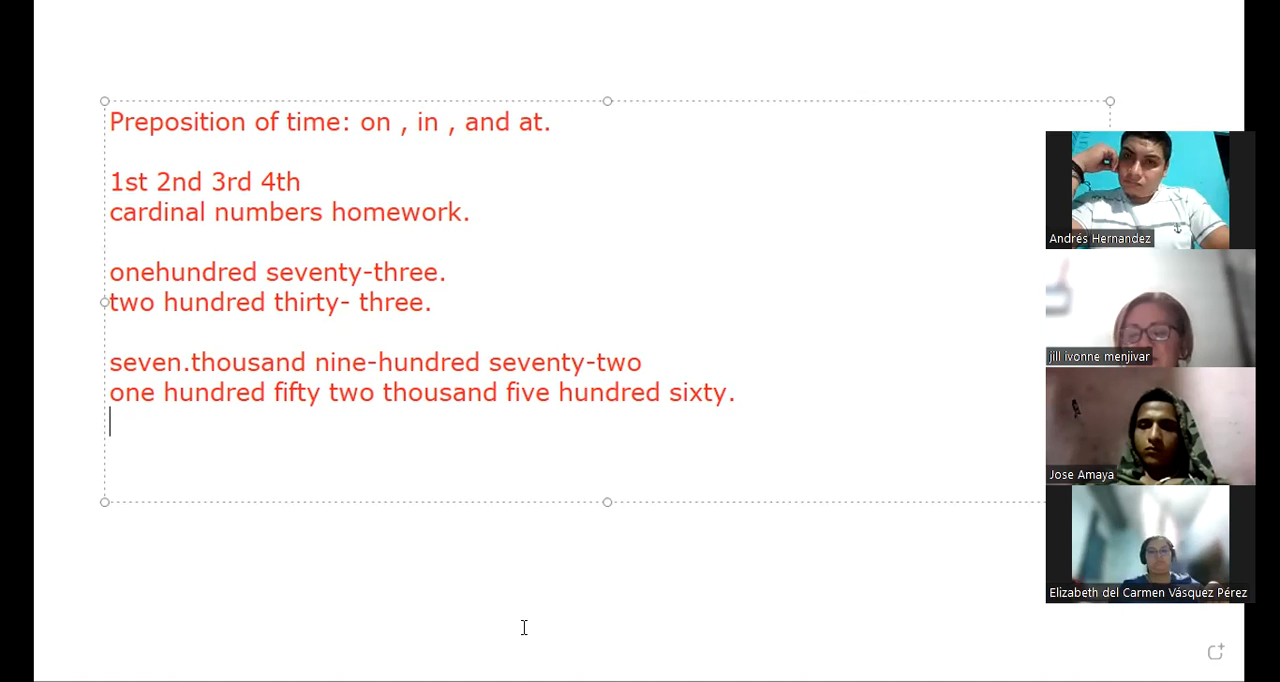 Preposition of time: on , in , and at.
1st 2nd 3rd 4th
cardinal numbers homework.
onehundred seventy-three.
two hundred thirty- three.
seven.thousand nine-hundred seventy-two
one hundred fifty two thousand five hundred sixty.
Andrés Hernandez
jill ivonne menjivar
Jose Amaya
Elizabeth del Carmen Vásquez Pérez